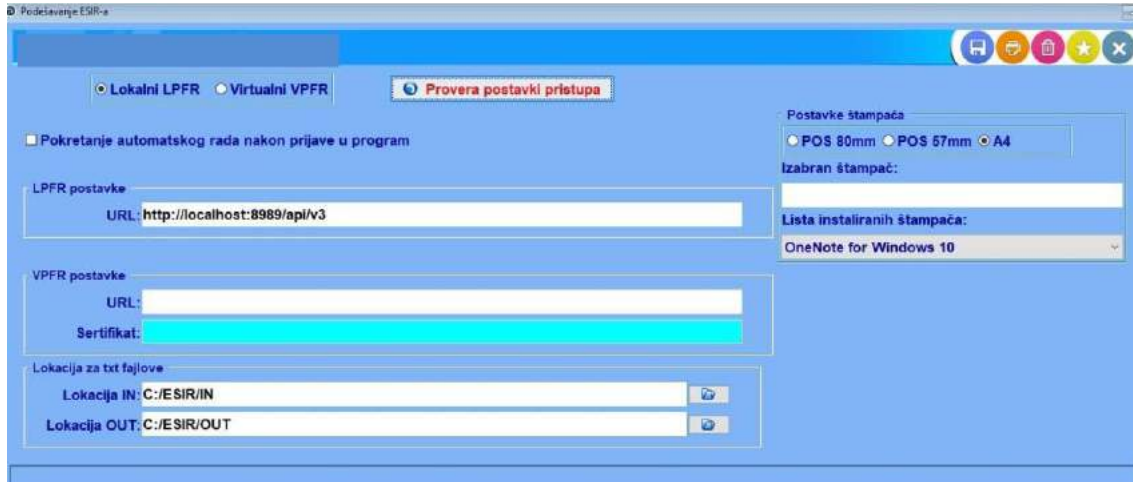 Podešavanje ESIR-a
Lokalni LPFR Virtualni VPFR
Provera postavki pristupa
Pokretanje automatskog rada nakon prijave u program
LPFR postavke
URL: http://localhost:8989/api/v3
VPFR postavke
URL:
Sertifikat:
Lokacija za txt fajlove
Lokacija IN: C:/ESIR/IN
Lokacija OUT: C:/ESIR/OUT
Postavke štampača
POS 80mm POS 57mm A4
Izabran štampač:
Lista instaliranih štampača:
OneNote for Windows 10